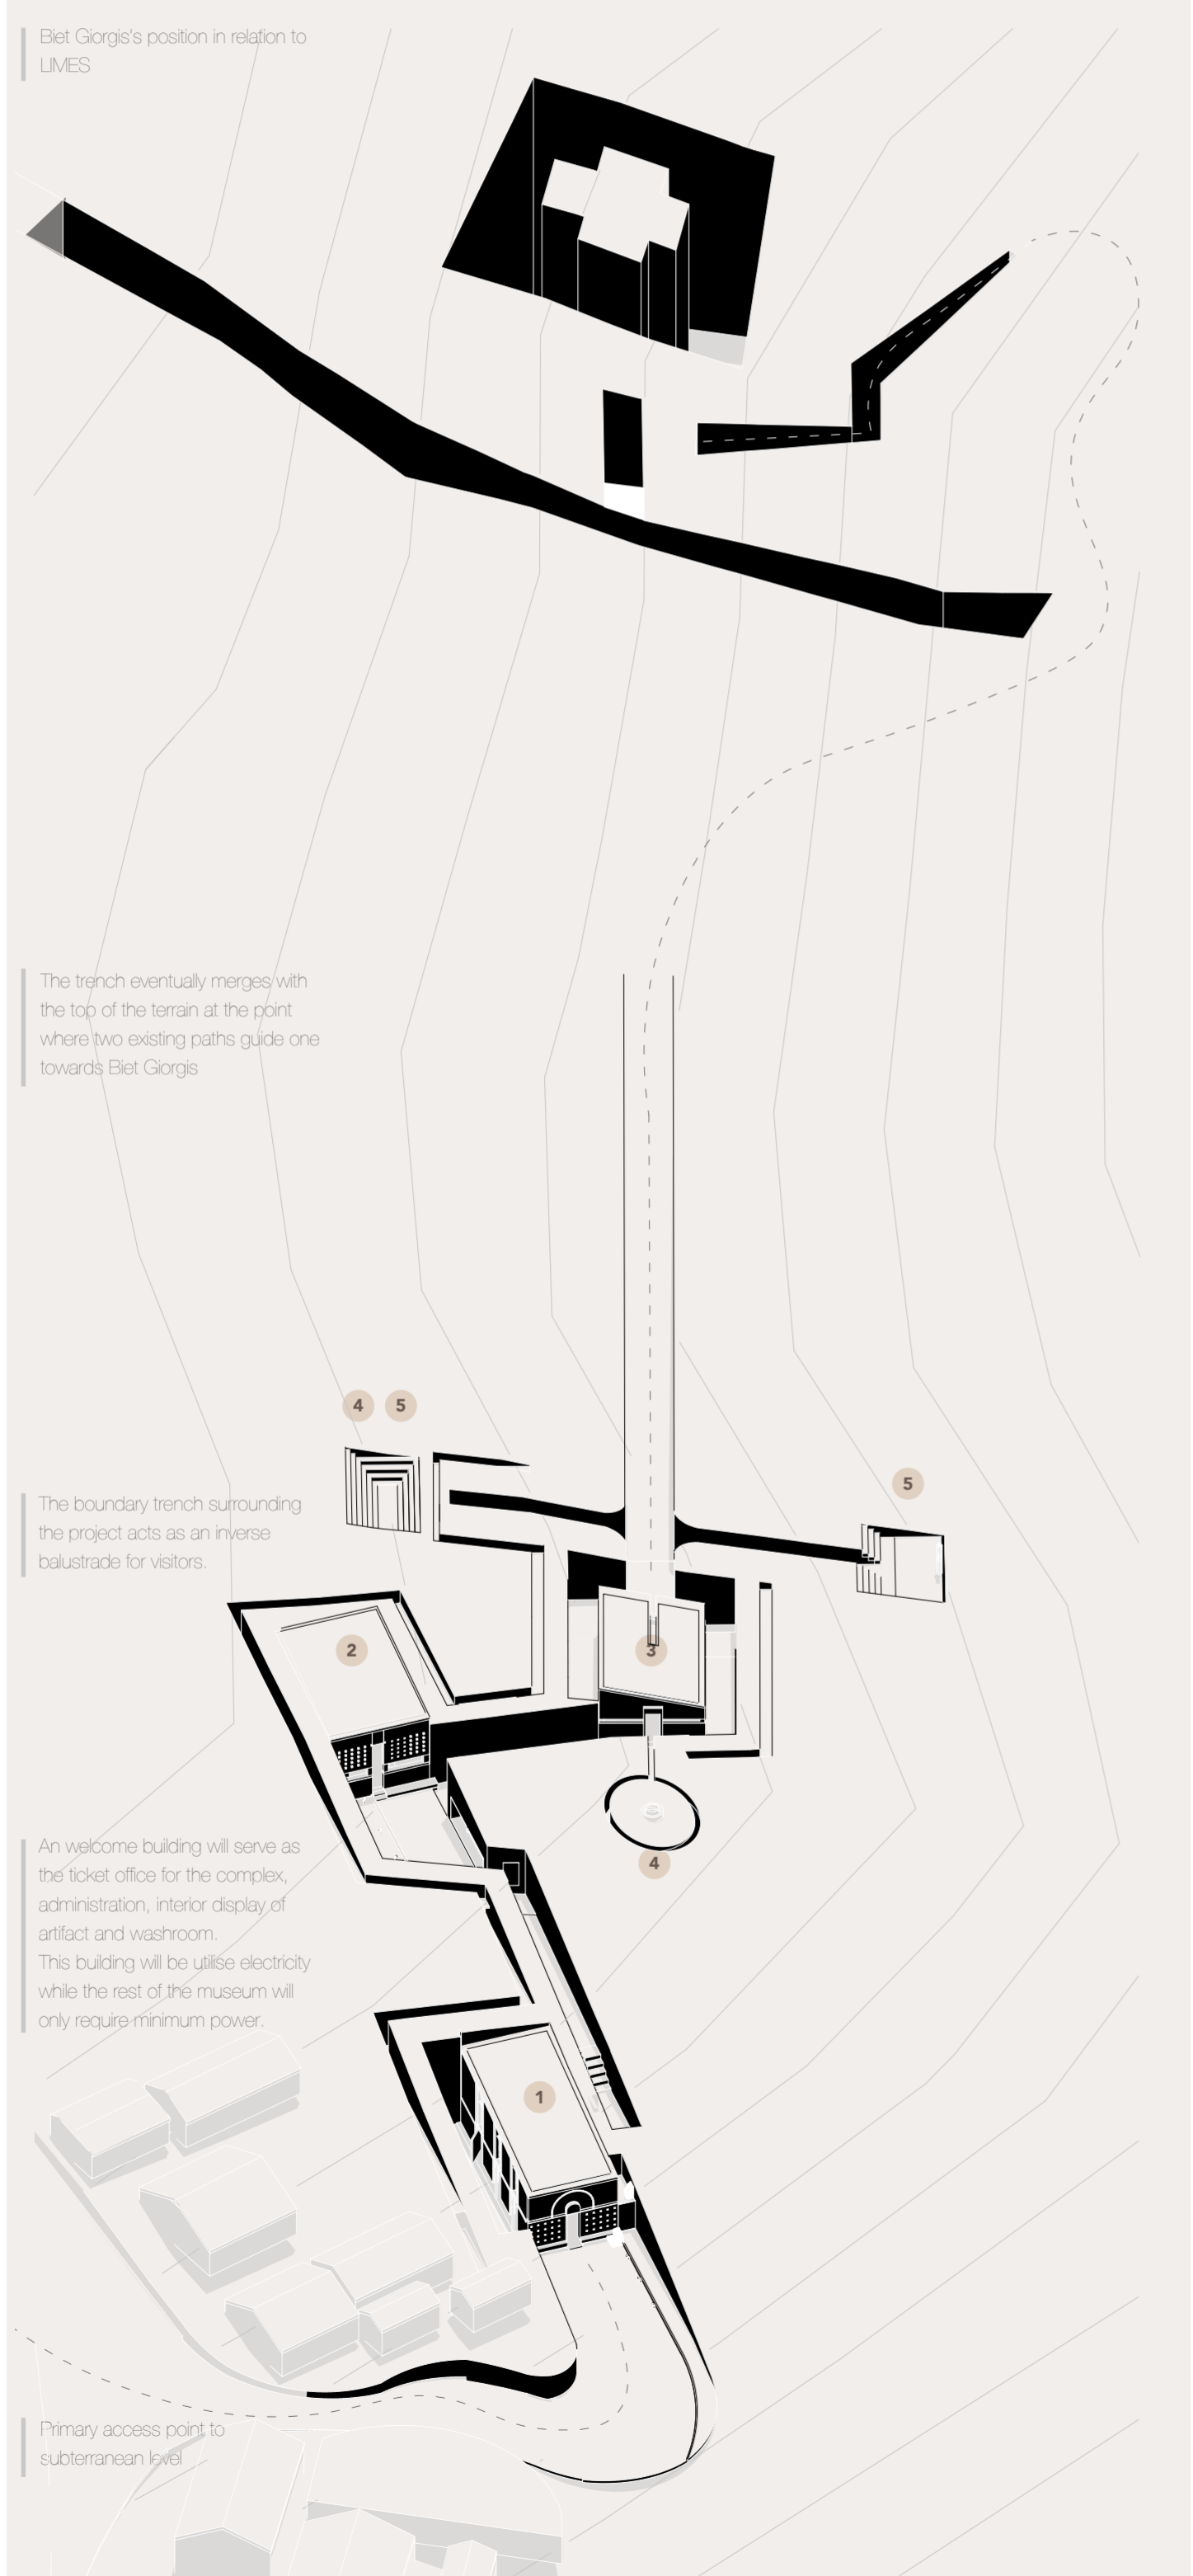 Biet Giorgis's position in relation to
LIMES
The trench eventually merges with
the top of the terrain at the point
where two existing paths guide one
towards Biet Giorgis
4 5
5
The boundary trench surrounding
the project acts as an inverse
balustrade for visitors.
2
3
An welcome building will serve as
the ticket office for the complex,
administration, interior display of
artifact and washroom.
This building will be utilise electricity
while the rest of the museum will
only require minimum power.
4
1
Primary access point to
subterranean level